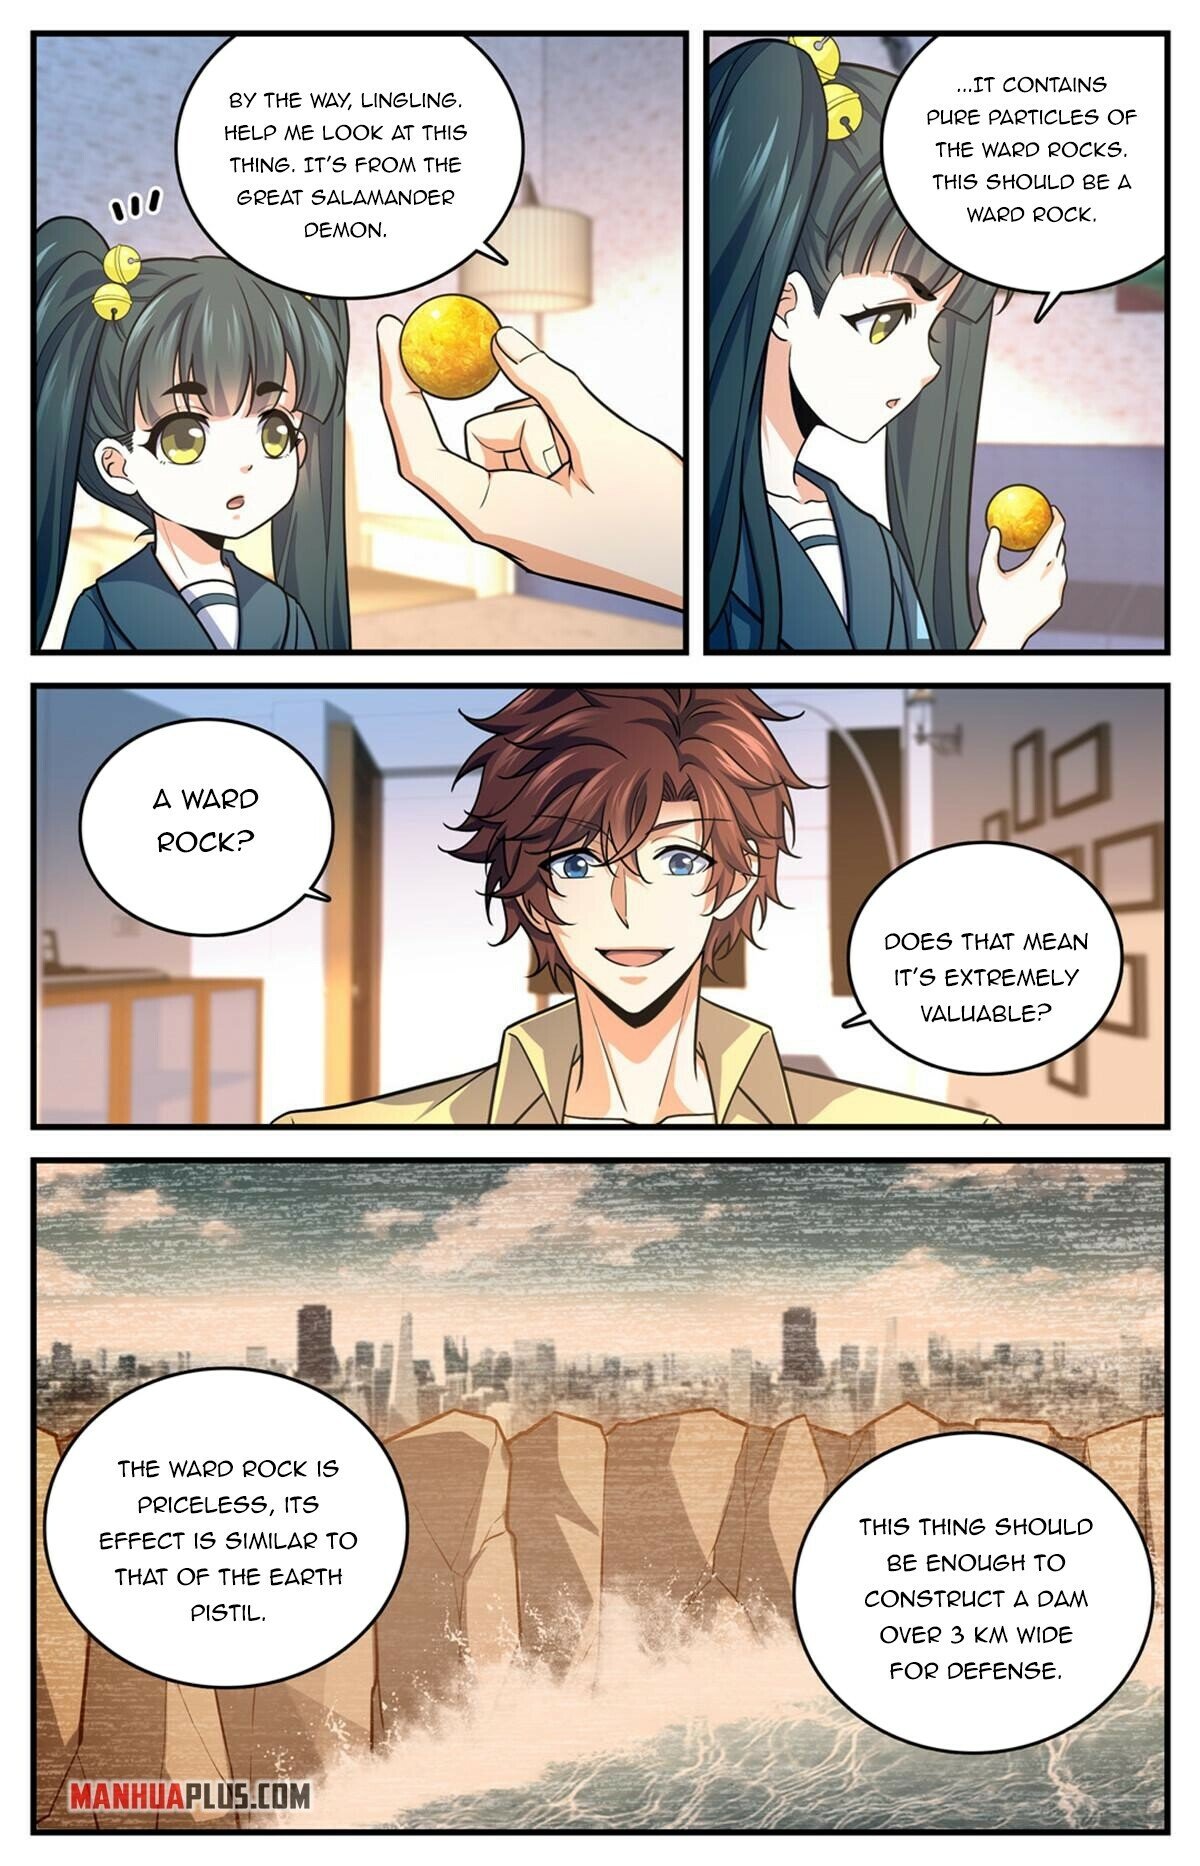 BY THE WAY, LINGLING.
HELP ME LOOK AT THIS
THING. IT'S FROM THE
GREAT SALAMANDER
DEMON.
...IT CONTAINS
PURE PARTICLES OF
THE WARD ROCKS.
THIS SHOULD BE A
WARD ROCK.
A WARD
ROCK?
DOES THAT MEAN
IT'S EXTREMELY
VALUABLE?
THE WARD ROCK IS
PRICELESS, ITS
EFFECT IS SIMILAR TO
THAT OF THE EARTH
PISTIL.
THIS THING SHOULD
BE ENOUGH TO
CONSTRUCT A DAM
OVER 3 KM WIDE
FOR DEFENSE.
MANHUAPLUS.COM